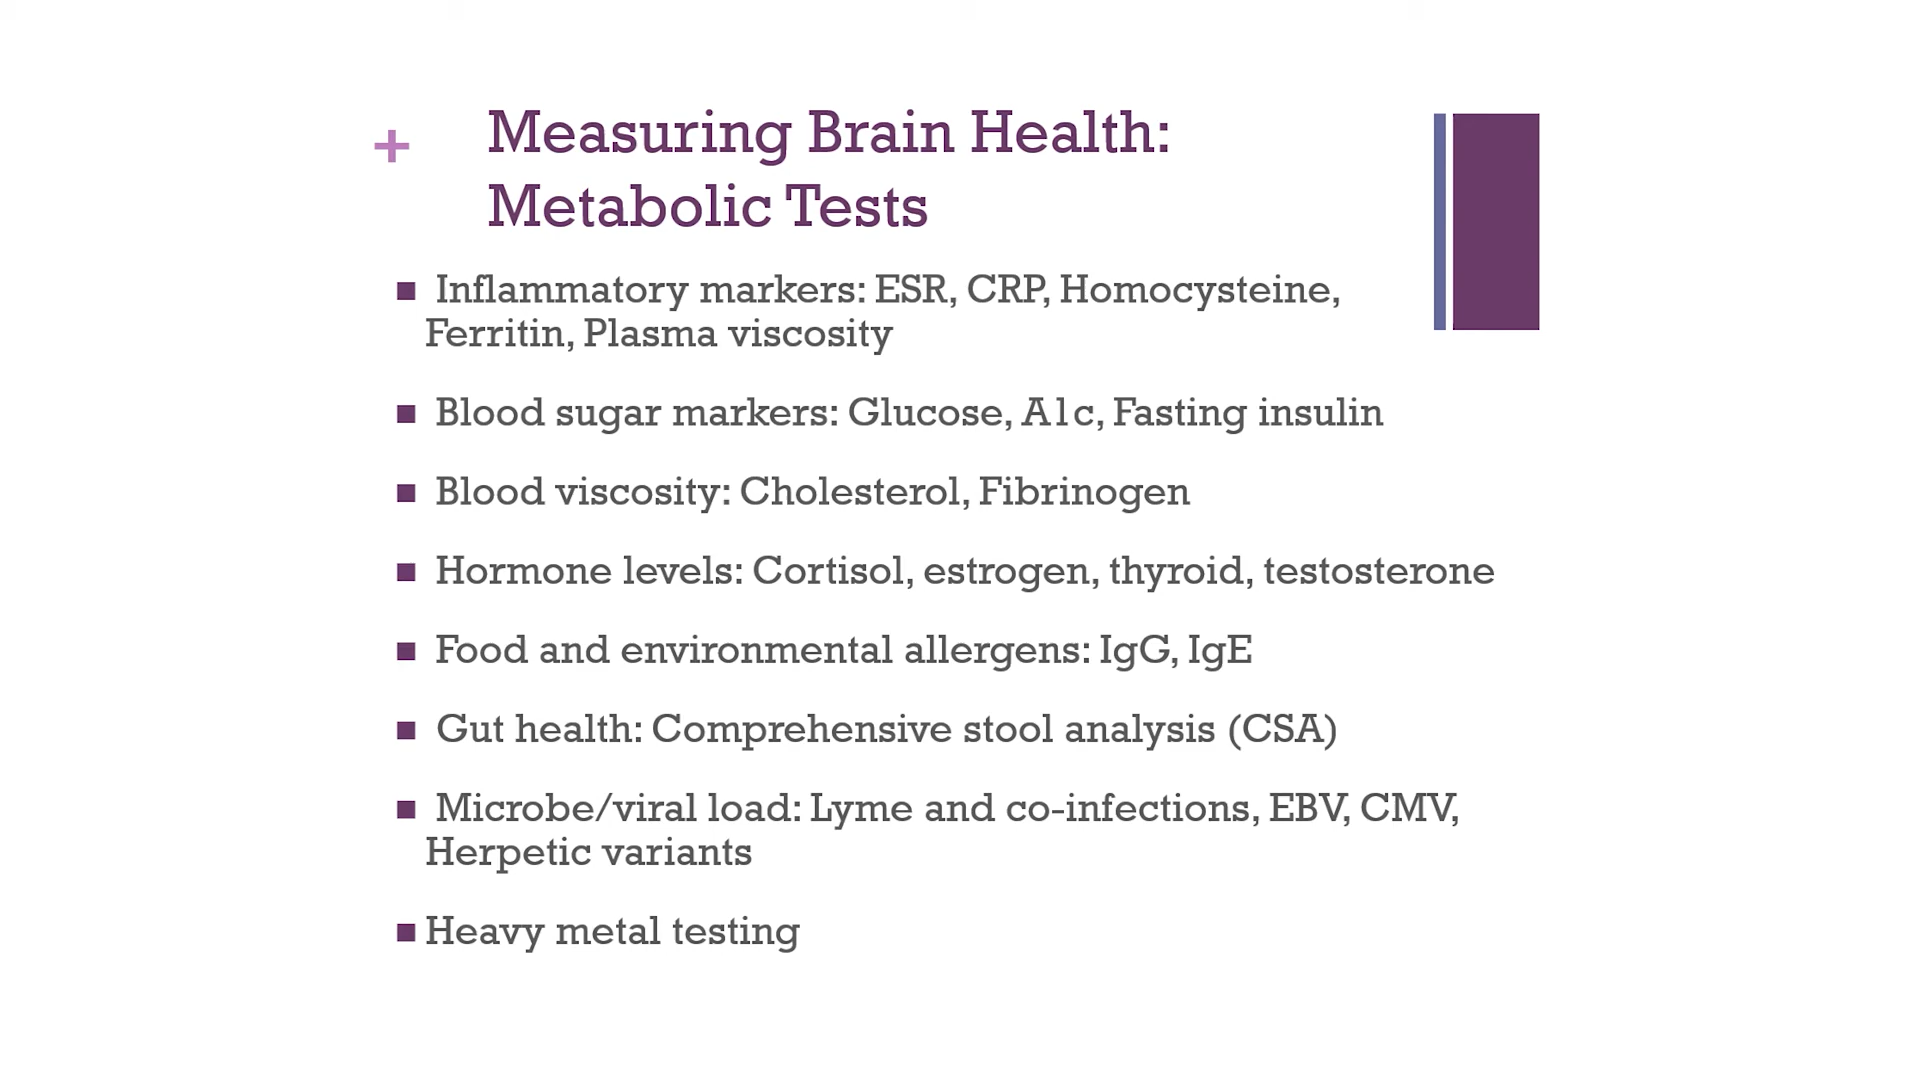 +
Measuring Brain Health:
Metabolic Tests
■ Inflammatory markers: ESR, CRP, Homocysteine,
Ferritin, Plasma viscosity
■ Blood sugar markers: Glucose, A1c, Fasting insulin
■ Blood viscosity: Cholesterol, Fibrinogen
■ Hormone levels: Cortisol, estrogen, thyroid, testosterone
■ Food and environmental allergens: IgG, IgE
■ Gut health: Comprehensive stool analysis (CSA)
■ Microbe/viral load: Lyme and co-infections, EBV, CMV,
Herpetic variants
■ Heavy metal testing